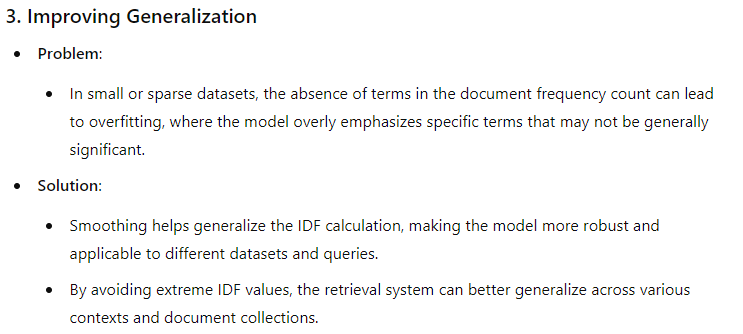 3. Improving Generalization
• Problem:
• In small or sparse datasets, the absence of terms in the document frequency count can lead
to overfitting, where the model overly emphasizes specific terms that may not be generally
significant.
• Solution:
• Smoothing helps generalize the IDF calculation, making the model more robust and
applicable to different datasets and queries.
• By avoiding extreme IDF values, the retrieval system can better generalize across various
contexts and document collections.